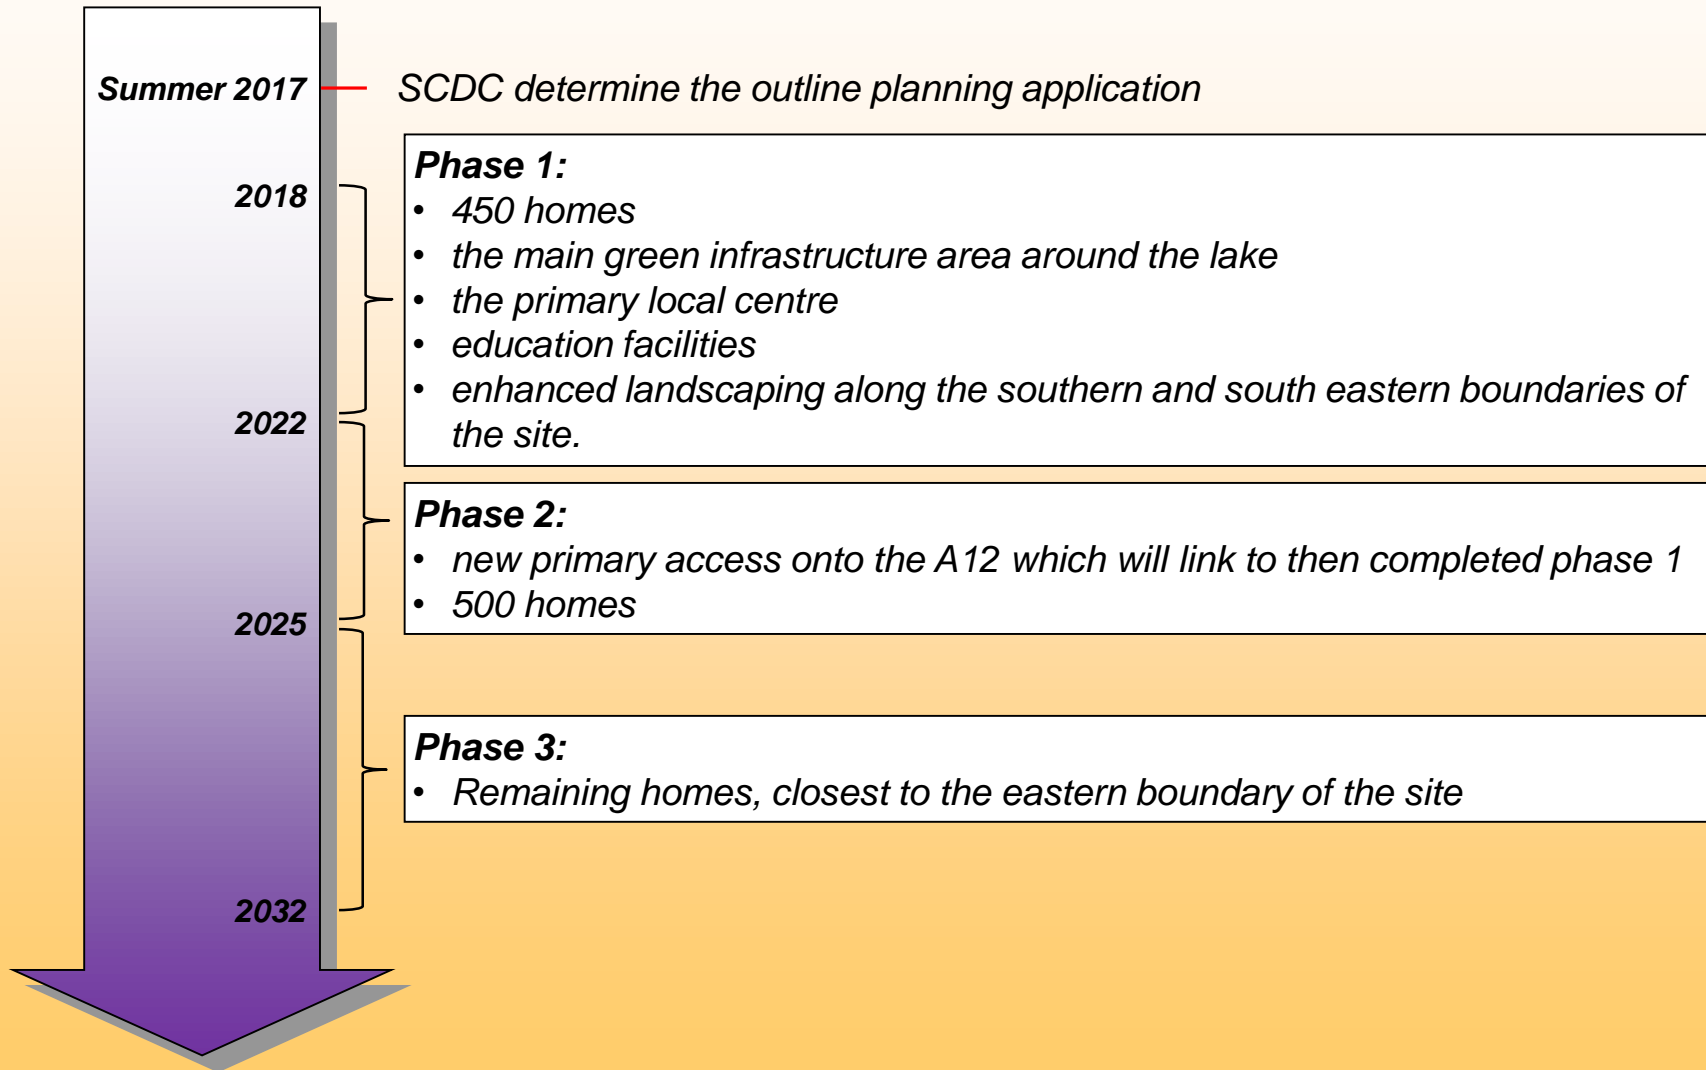 Summer 2017
SCDC determine the outline planning application
2018
Phase 1:
• 450 homes
• the main green infrastructure area around the lake
• the primary local centre
• education facilities
• enhanced landscaping along the southern and south eastern boundaries of
the site.
2022
Phase 2:
• new primary access onto the A12 which will link to then completed phase 1
• 500 homes
2025
Phase 3:
• Remaining homes, closest to the eastern boundary of the site
2032